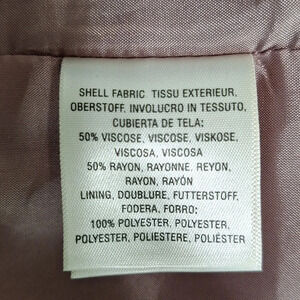 SHELL FABRIC TISSU EXTERIEUR,
OBERSTOFF, INVOLUCRO IN TESSUTO,
CUBIERTA DE TELA:
50% VISCOSE, VISCOSE, VISKOSE,
VISCOSA, VISCOSA
50% RAYON, RAYONNE, REYON,
RAYON, RAYÓN
LINING, DOUBLURE, FUTTERSTOFF,
FODERA, FORRO:
100% POLYESTER, POLYESTER,
POLYESTER, POLIESTERE, POLIÉSTER